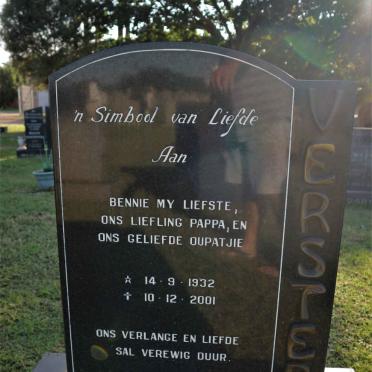 'n Simbool van Liefde
Aan
BENNIE MY LIEFSTE,
ONS LIEFLING PAPPA, EN
ONS GELIEFDE OUPATJIE
☆ 14 - 9 - 1932
✝ 10 - 12 - 2001
ONS VERLANGE EN LIEFDE
SAL VEREWIG DUUR.
VERSTER